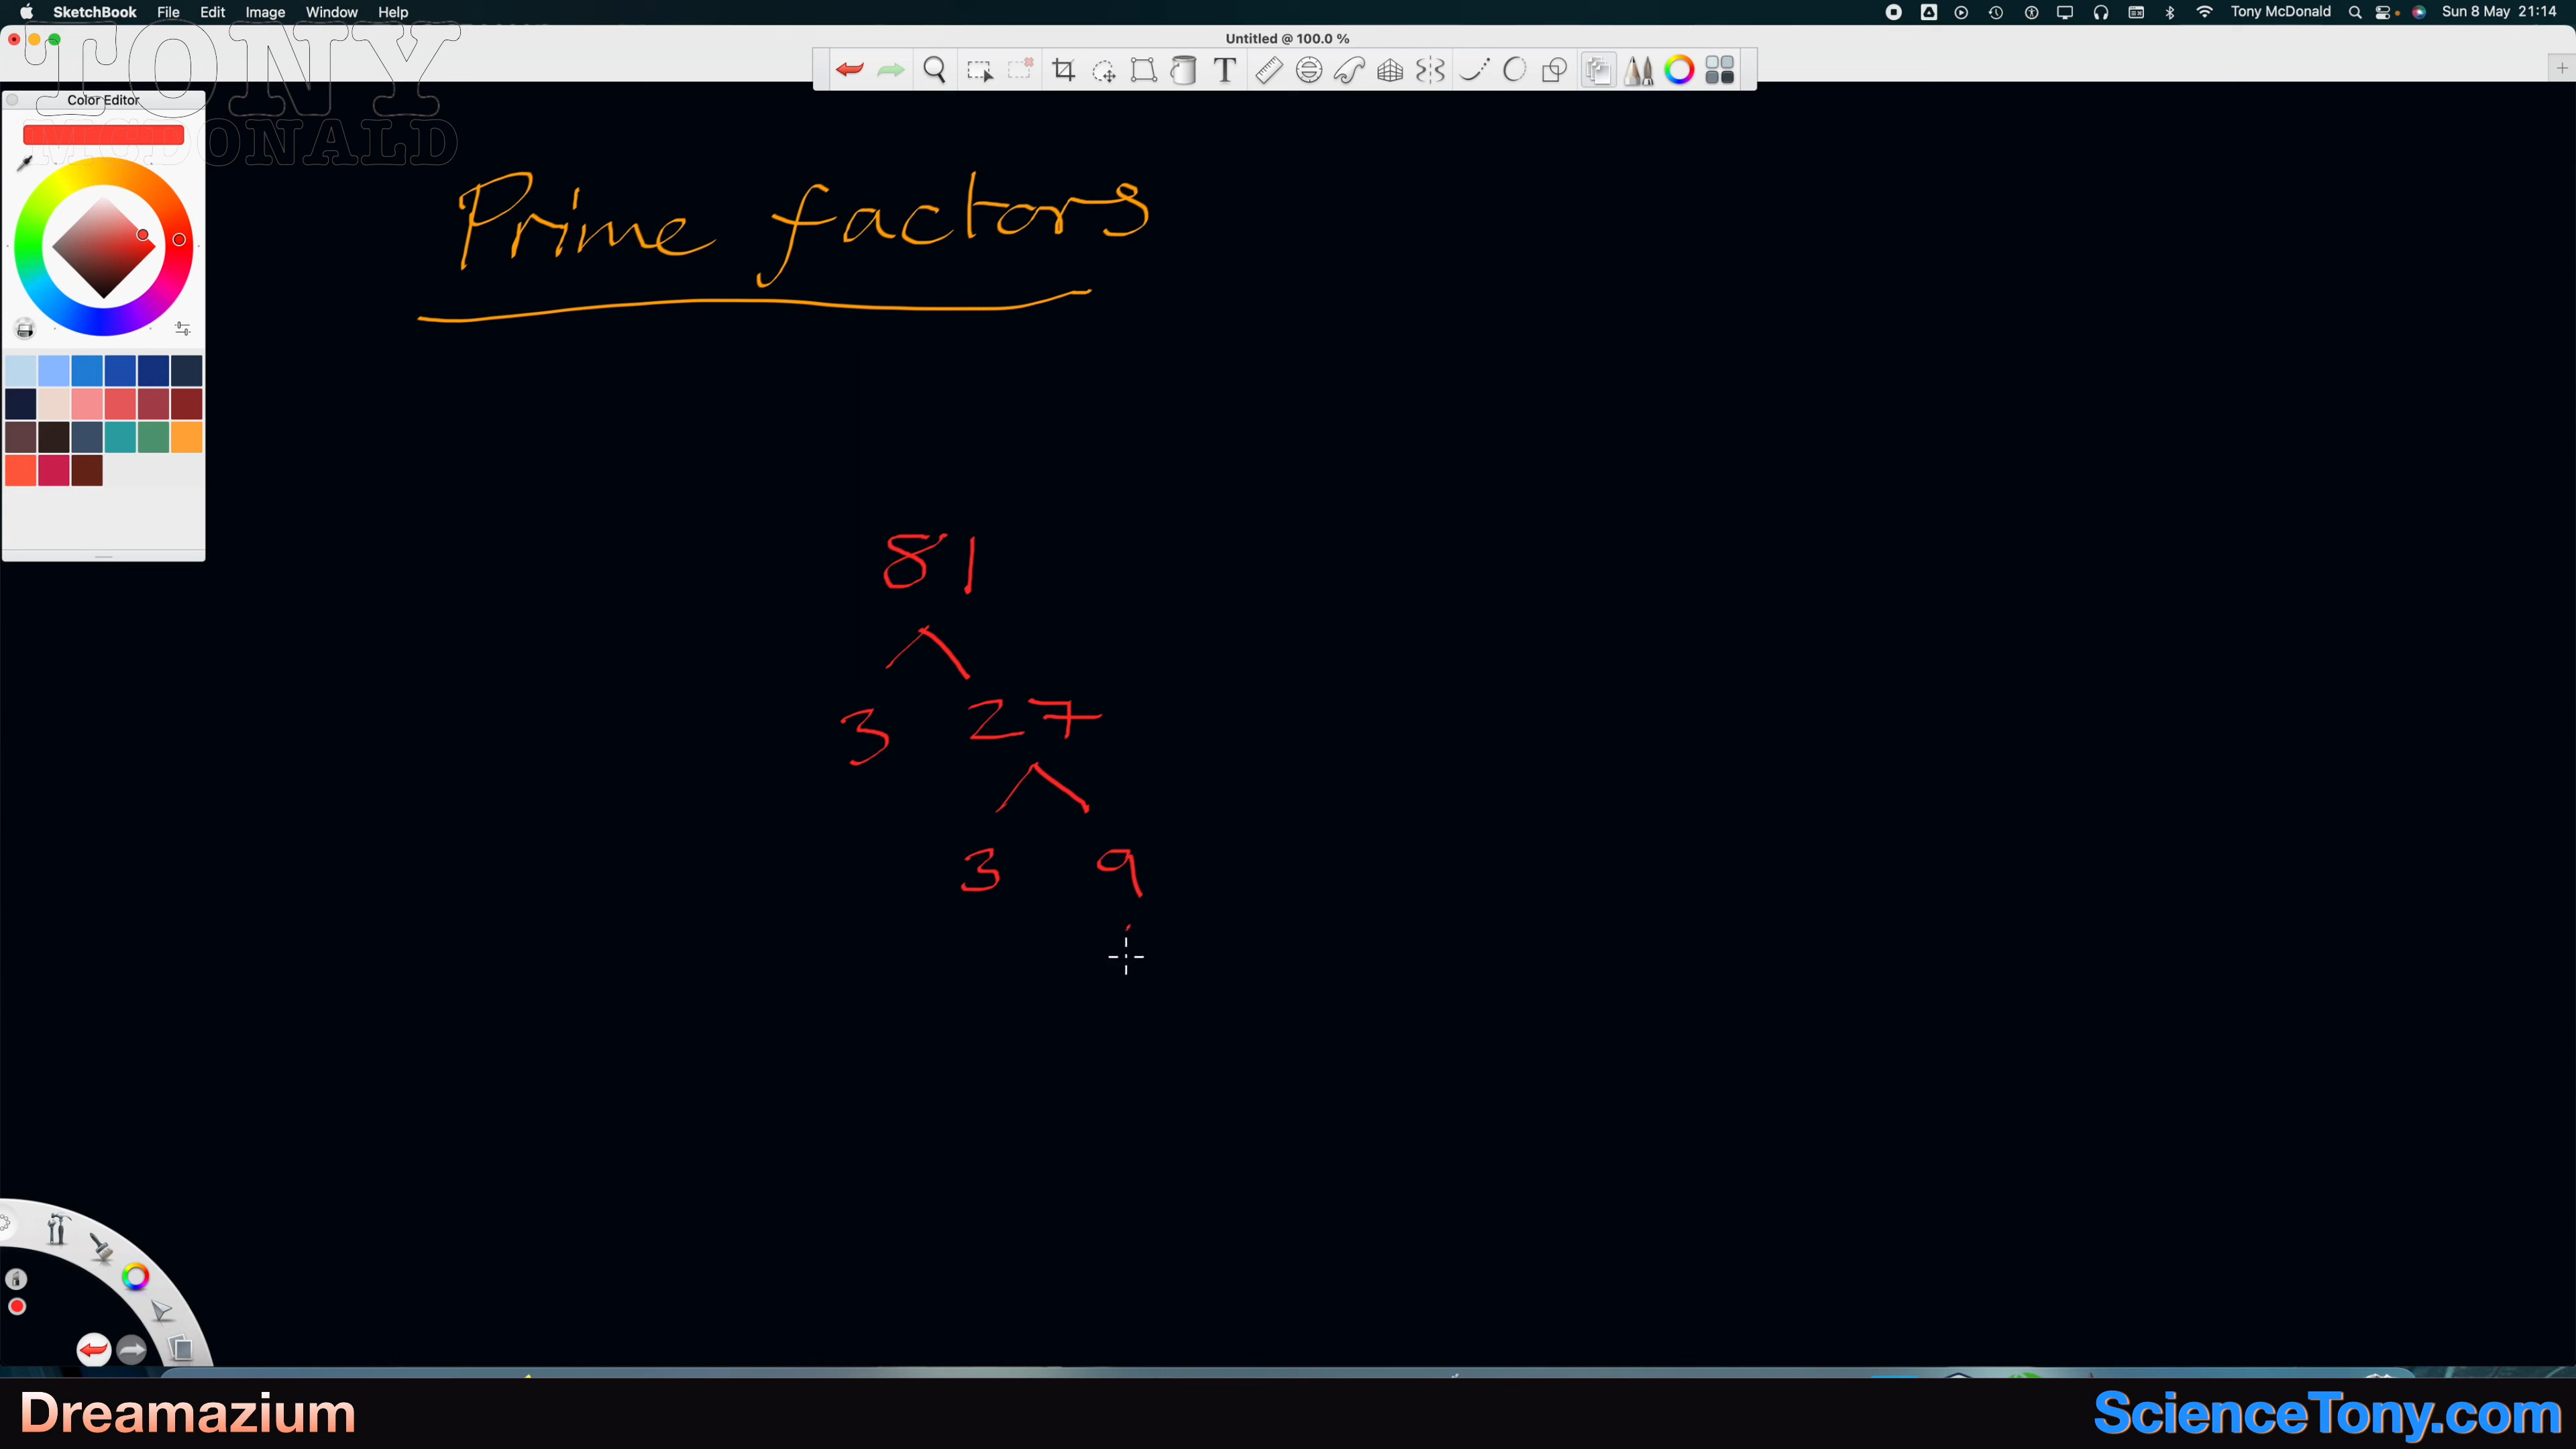 SketchBook File Edit Image Window Help Tony McDonald Sun 8 May 21:14
TONY
MCDONALD
Untitled @ 100.0 %
Color Editor
T
Prime factors
81
3 27
3 9
Dreamazium
ScienceTony.com